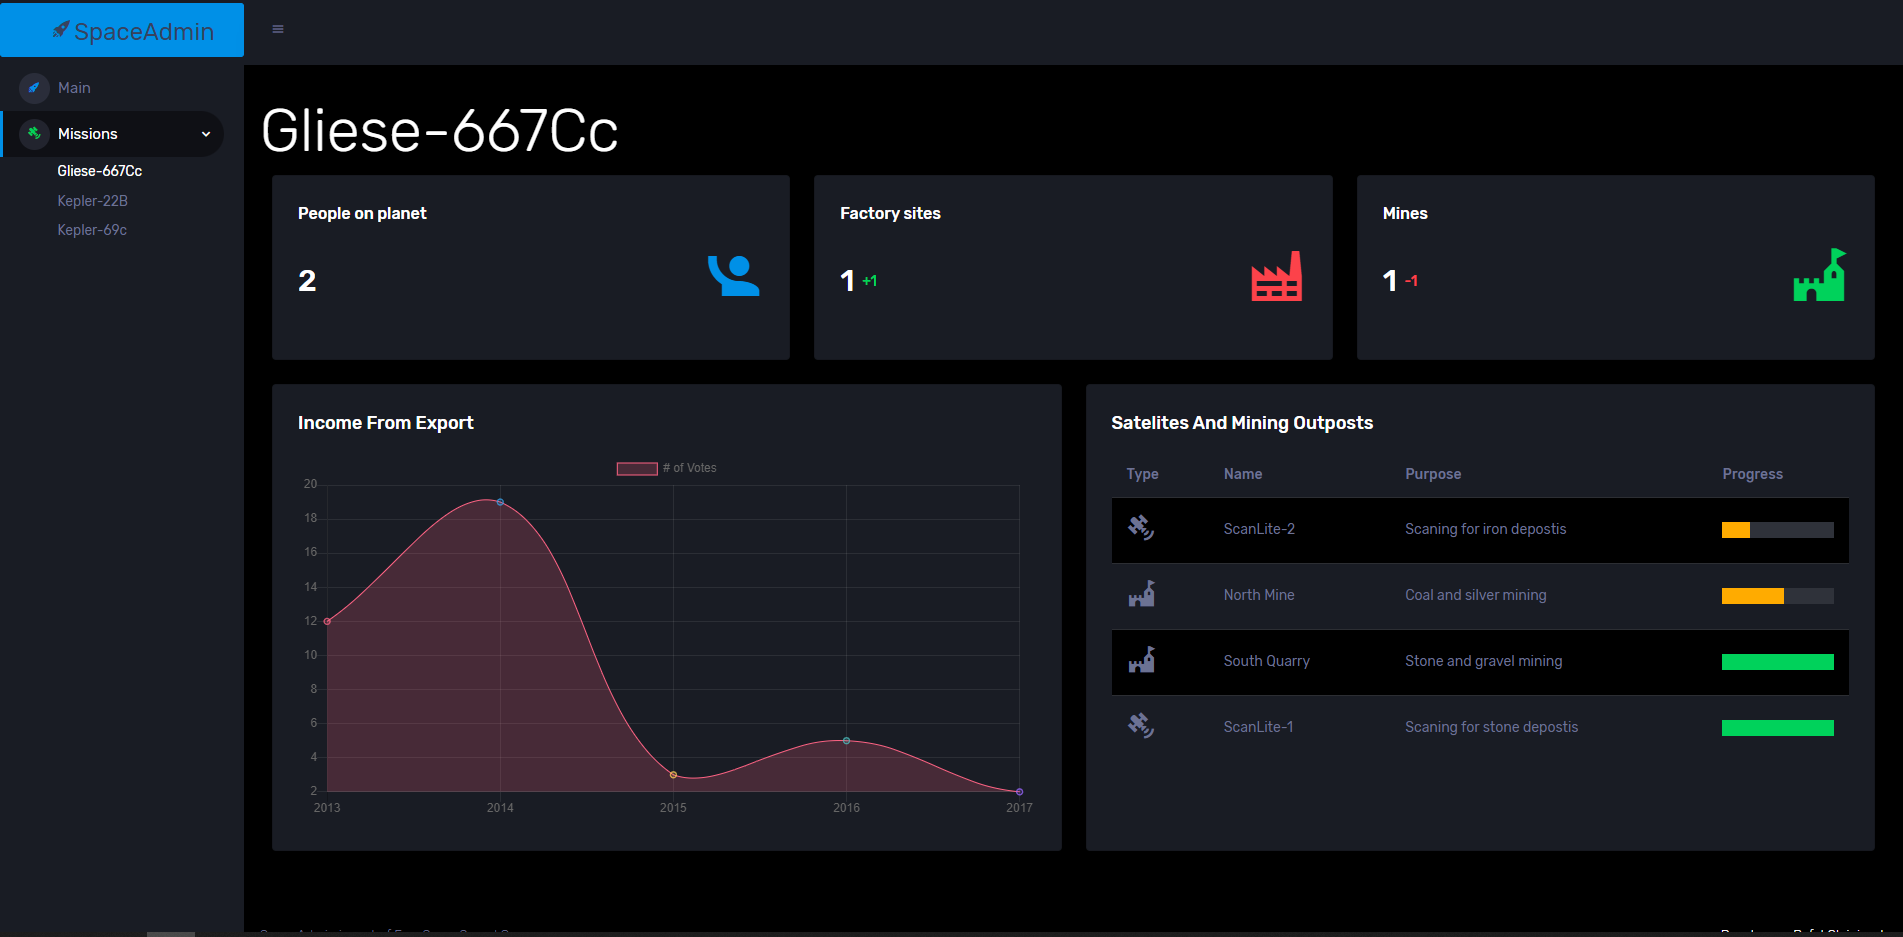 SpaceAdmin
Main
Missions
Gliese-667Cc
Kepler-22B
Kepler-69c
Gliese-667Cc
People on planet
2
Factory sites
1 +1
Mines
1 -1
Income From Export
# of Votes
20
18
16
14
12
10
8
6
4
2
2013 2014 2015 2016 2017
Satelites And Mining Outposts
Type Name Purpose Progress
ScanLite-2 Scaning for iron depostis
North Mine Coal and silver mining
South Quarry Stone and gravel mining
ScanLite-1 Scaning for stone depostis